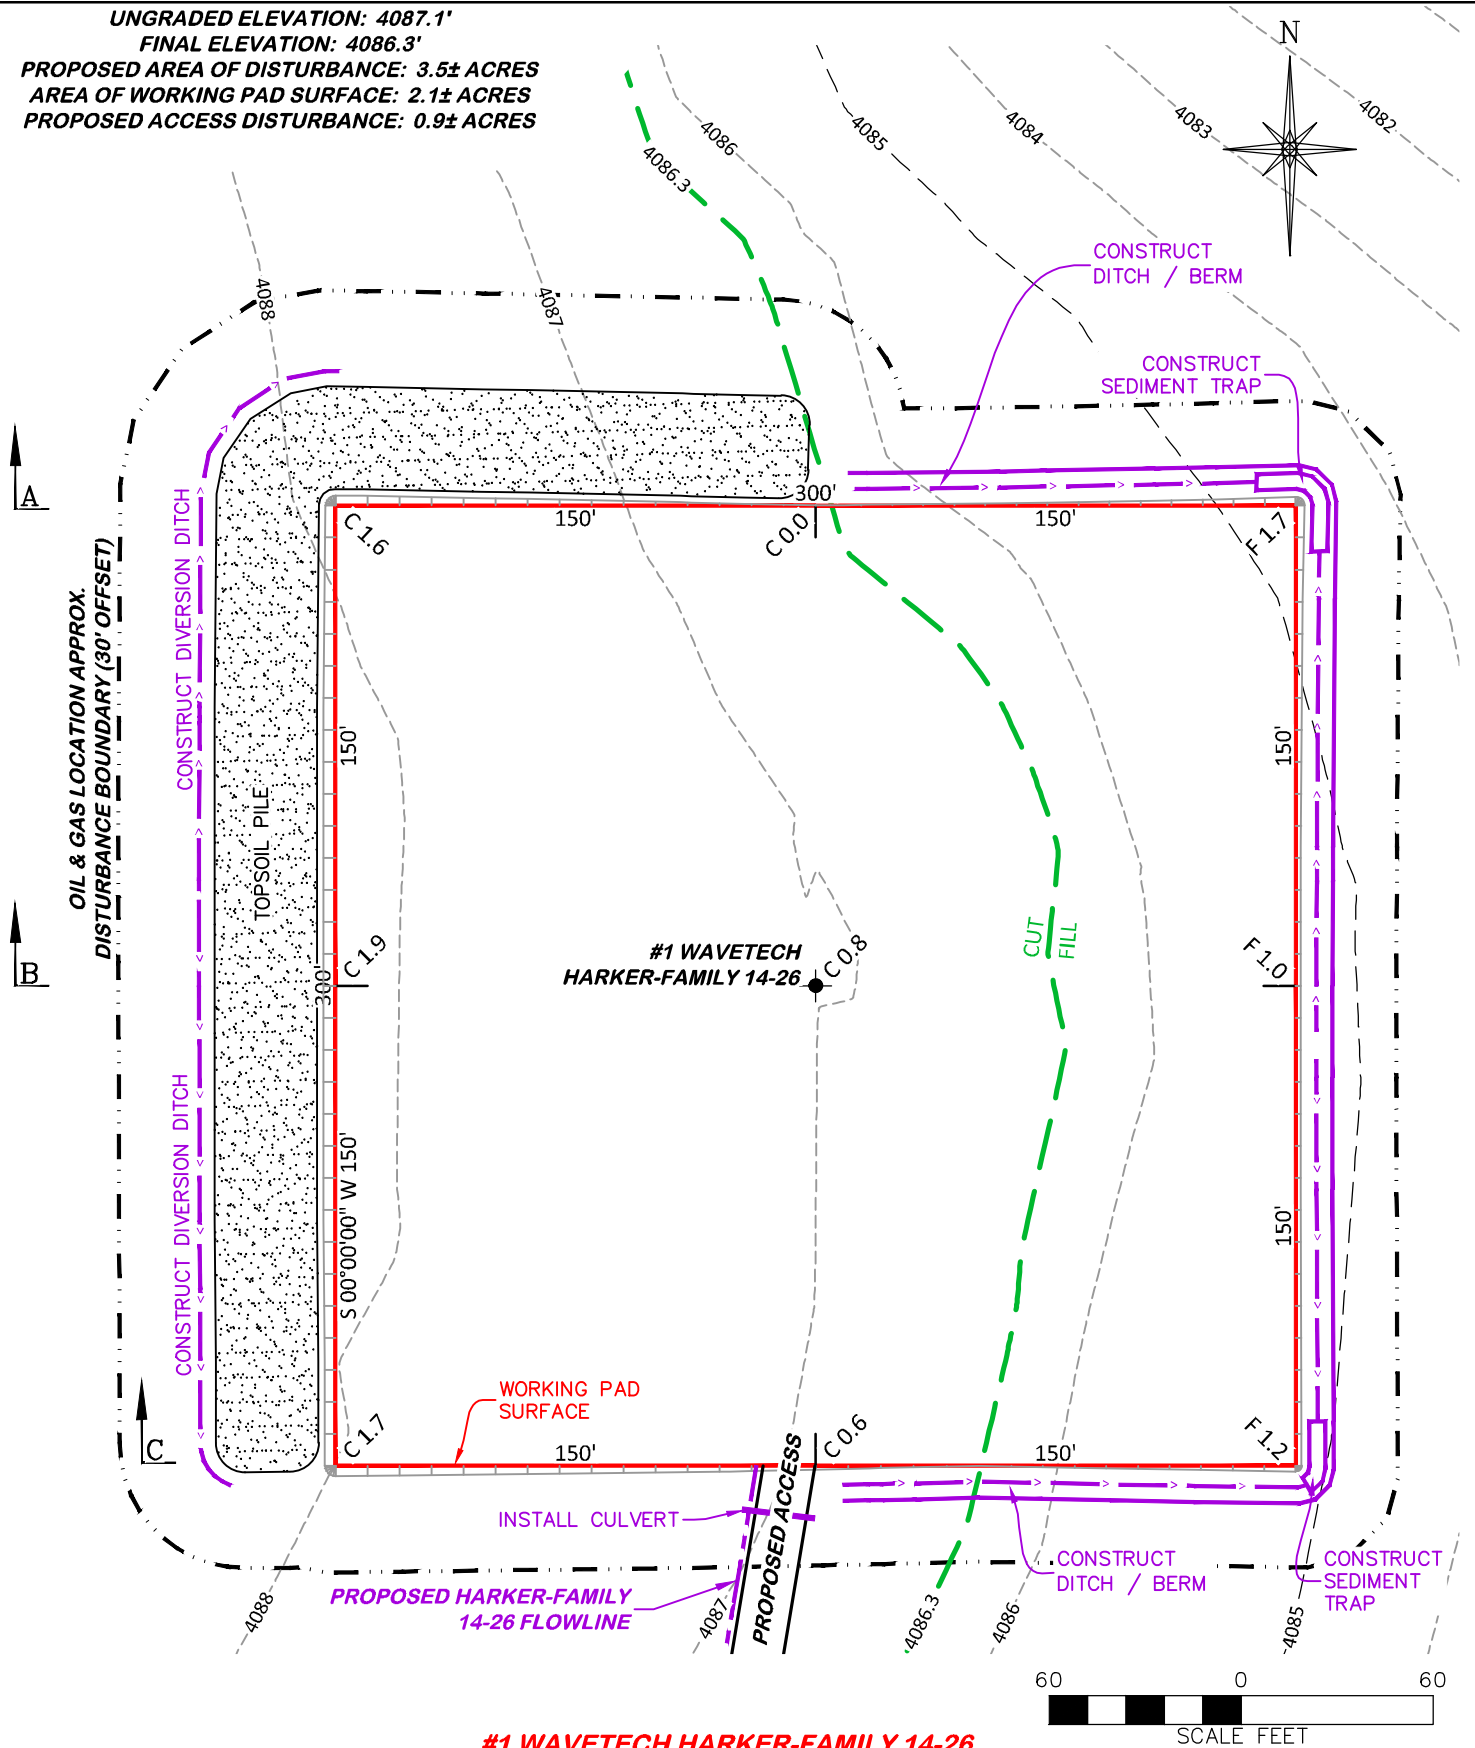 UNGRADED ELEVATION: 4087.1'
FINAL ELEVATION: 4086.3'
PROPOSED AREA OF DISTURBANCE: 3.5± ACRES
AREA OF WORKING PAD SURFACE: 2.1± ACRES
PROPOSED ACCESS DISTURBANCE: 0.9± ACRES
N
4086
4086.3
4085
4084
4083
4082
4088
4087
CONSTRUCT
DITCH / BERM
CONSTRUCT
SEDIMENT TRAP
A
B
C
OIL & GAS LOCATION APPROX.
DISTURBANCE BOUNDARY (30' OFFSET)
CONSTRUCT DIVERSION DITCH
CONSTRUCT DIVERSION DITCH
TOPSOIL PILE
300'
150'
150'
C 1.6
C 0.0
F 1.7
150'
150'
C 1.9
300'
#1 WAVETECH
HARKER-FAMILY 14-26
C 0.8
CUT
FILL
F 1.0
S 00°00'00" W 150'
150'
WORKING PAD
SURFACE
C 1.7
150'
C 0.6
150'
F 1.2
INSTALL CULVERT
PROPOSED ACCESS
PROPOSED HARKER-FAMILY
14-26 FLOWLINE
CONSTRUCT
DITCH / BERM
CONSTRUCT
SEDIMENT
TRAP
4088
4087
4086.3
4086
4085
60 0 60
SCALE FEET
#1 WAVETECH HARKER-FAMILY 14-26